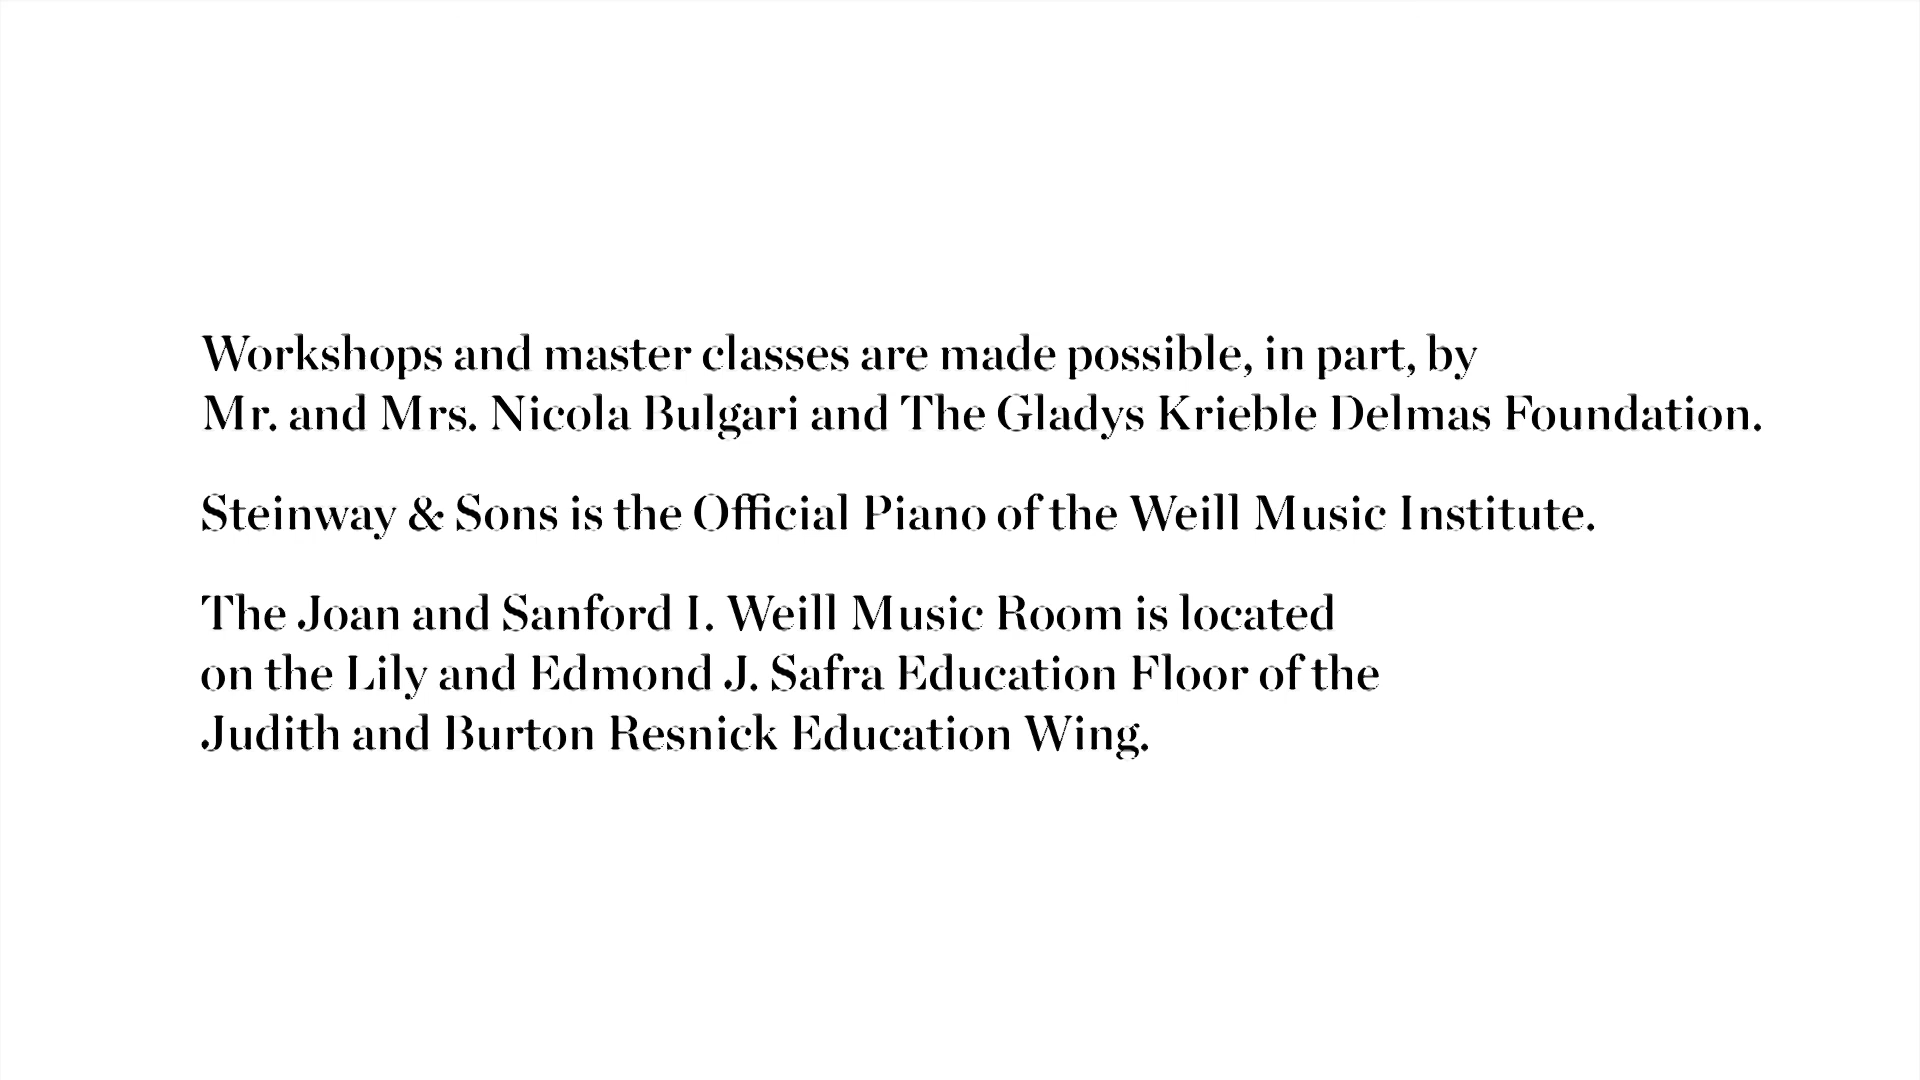 Workshops and master classes are made possible, in part, by
Mr. and Mrs. Nicola Bulgari and The Gladys Krieble Delmas Foundation.
Steinway & Sons is the Official Piano of the Weill Music Institute.
The Joan and Sanford I. Weill Music Room is located
on the Lily and Edmond J. Safra Education Floor of the
Judith and Burton Resnick Education Wing.